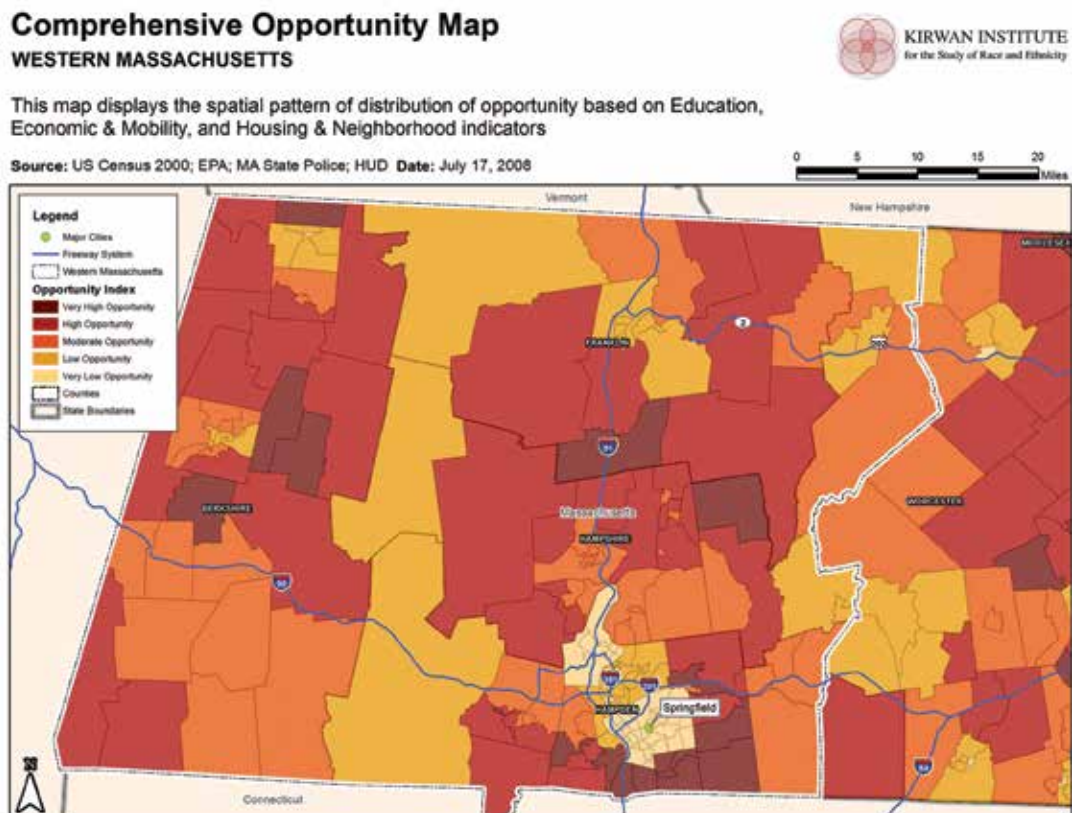 Comprehensive Opportunity Map
WESTERN MASSACHUSETTS
KIRWAN INSTITUTE
for the Study of Race and Ethnicity
This map displays the spatial pattern of distribution of opportunity based on Education,
Economic & Mobility, and Housing & Neighborhood indicators
Source: US Census 2000; EPA; MA State Police; HUD Date: July 17, 2008
0 5 10 15 20
Miles
Vermont
New Hampshire
Legend
Major Cities
Freeway System
Western Massachusetts
Opportunity Index
Very High Opportunity
High Opportunity
Moderate Opportunity
Low Opportunity
Very Low Opportunity
Counties
State Boundaries
2
FRANKLIN
91
BERKSHIRE
WORCESTER
Massachusetts
HAMPSHIRE
90
HAMPDEN
Springfield
84
N
Connecticut